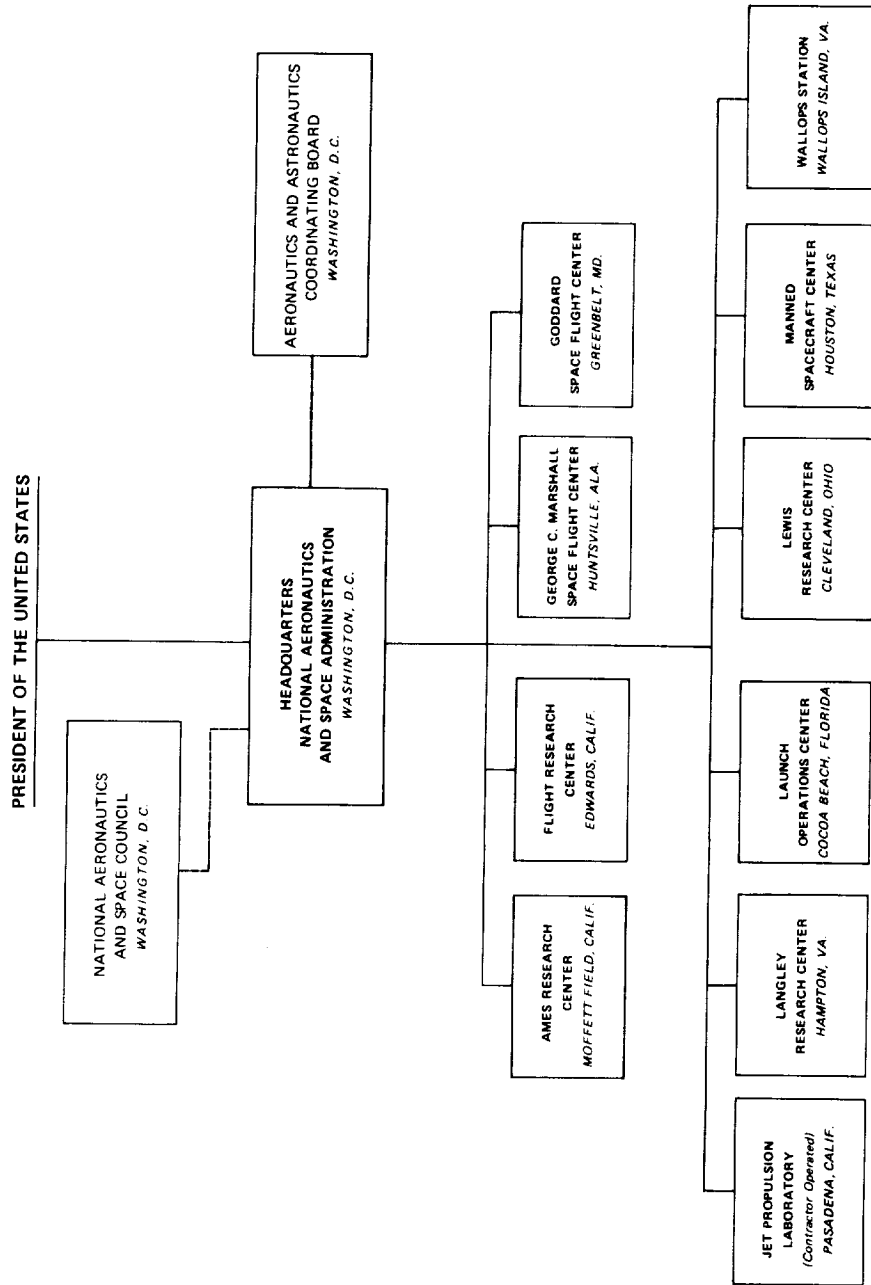 PRESIDENT OF THE UNITED STATES
NATIONAL AERONAUTICS
AND SPACE COUNCIL
WASHINGTON, D.C.
HEADQUARTERS
NATIONAL AERONAUTICS
AND SPACE ADMINISTRATION
WASHINGTON, D.C.
AERONAUTICS AND ASTRONAUTICS
COORDINATING BOARD
WASHINGTON, D.C.
AMES RESEARCH
CENTER
MOFFETT FIELD, CALIF.
FLIGHT RESEARCH
CENTER
EDWARDS, CALIF.
GEORGE C. MARSHALL
SPACE FLIGHT CENTER
HUNTSVILLE, ALA.
GODDARD
SPACE FLIGHT CENTER
GREENBELT, MD.
JET PROPULSION
LABORATORY
(Contractor Operated)
PASADENA, CALIF.
LANGLEY
RESEARCH CENTER
HAMPTON, VA.
LAUNCH
OPERATIONS CENTER
COCOA BEACH, FLORIDA
LEWIS
RESEARCH CENTER
CLEVELAND, OHIO
MANNED
SPACECRAFT CENTER
HOUSTON, TEXAS
WALLOPS STATION
WALLOPS ISLAND, VA.